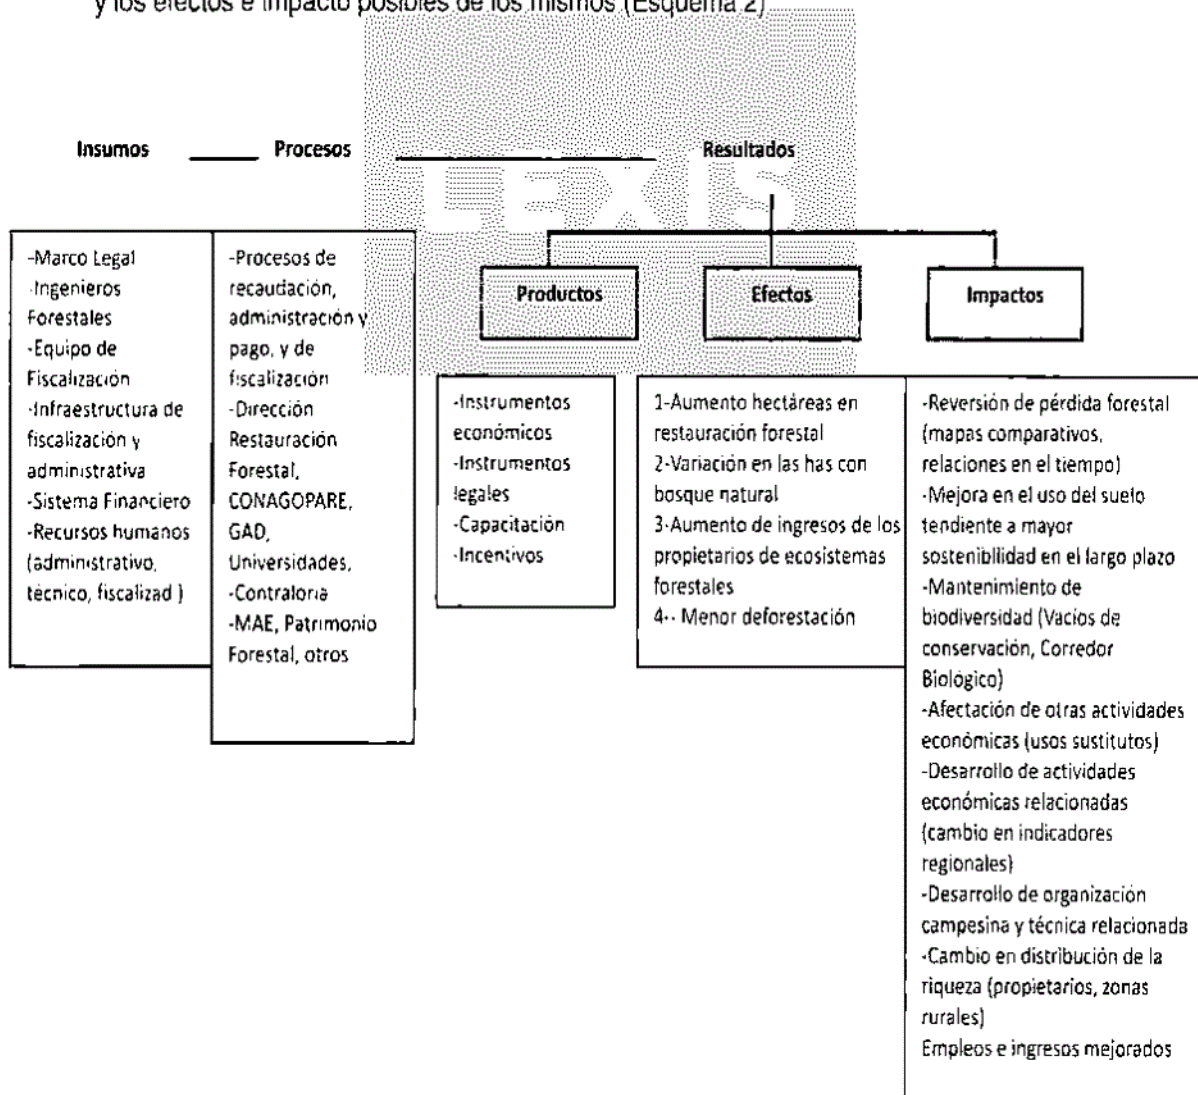 y los efectos e impacto posibles de los mismos (Esquema 2)
LEXIS
Insumos
Procesos
Resultados
-Marco Legal
-Ingenieros
Forestales
-Equipo de
Fiscalización
-Infraestructura de
fiscalización y
administrativa
-Sistema Financiero
-Recursos humanos
(administrativo,
técnico, fiscalizad )
-Procesos de
recaudación,
administración y
pago, y de
fiscalización
-Dirección
Restauración
Forestal,
CONAGOPARE,
GAD,
Universidades,
-Contraloria
-MAE, Patrimonio
Forestal, otros
Productos
-Instrumentos
económicos
-Instrumentos
legales
-Capacitación
-Incentivos
Efectos
1-Aumento hectáreas en
restauración forestal
2-Variación en las has con
bosque natural
3-Aumento de ingresos de los
propietarios de ecosistemas
forestales
4-- Menor deforestación
Impactos
-Reversión de pérdida forestal
(mapas comparativos,
relaciones en el tiempo)
-Mejora en el uso del suelo
tendiente a mayor
sostenibilidad en el largo plazo
-Mantenimiento de
biodiversidad (Vacíos de
conservación, Corredor
Biológico)
-Afectación de otras actividades
económicas (usos sustitutos)
-Desarrollo de actividades
económicas relacionadas
(cambio en indicadores
regionales)
-Desarrollo de organización
campesina y técnica relacionada
-Cambio en distribución de la
riqueza (propietarios, zonas
rurales)
Empleos e ingresos mejorados